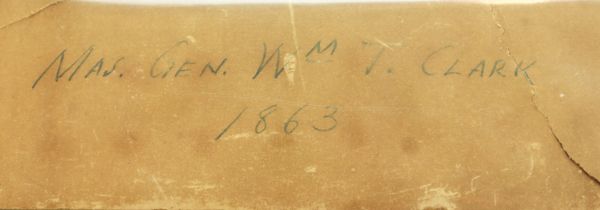 Maj. Gen. Wᴹ T. Clark
1863